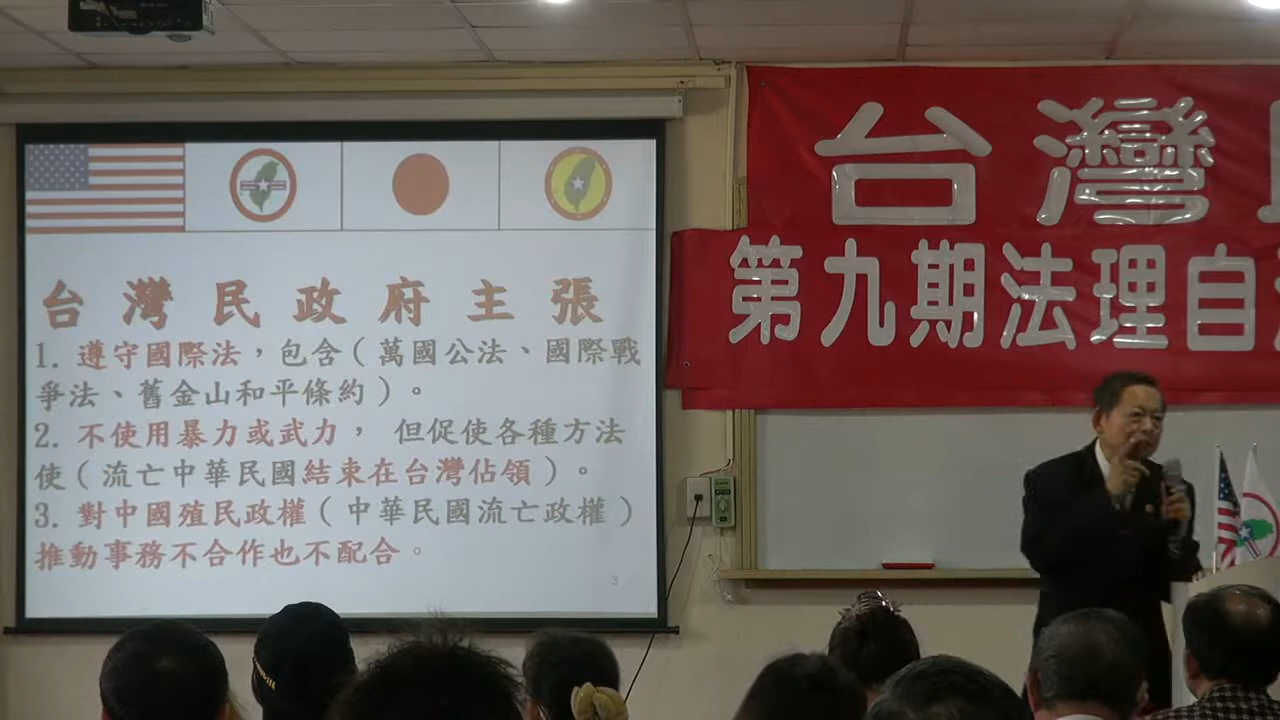 台灣民政府主張
1. 遵守國際法，包含（萬國公法、國際戰
爭法、舊金山和平條約）。
2. 不使用暴力或武力， 但促使各種方法
使（流亡中華民國結束在台灣佔領）。
3. 對中國殖民政權（中華民國流亡政權）
推動事務不合作也不配合。
3
台灣
第九期法理自